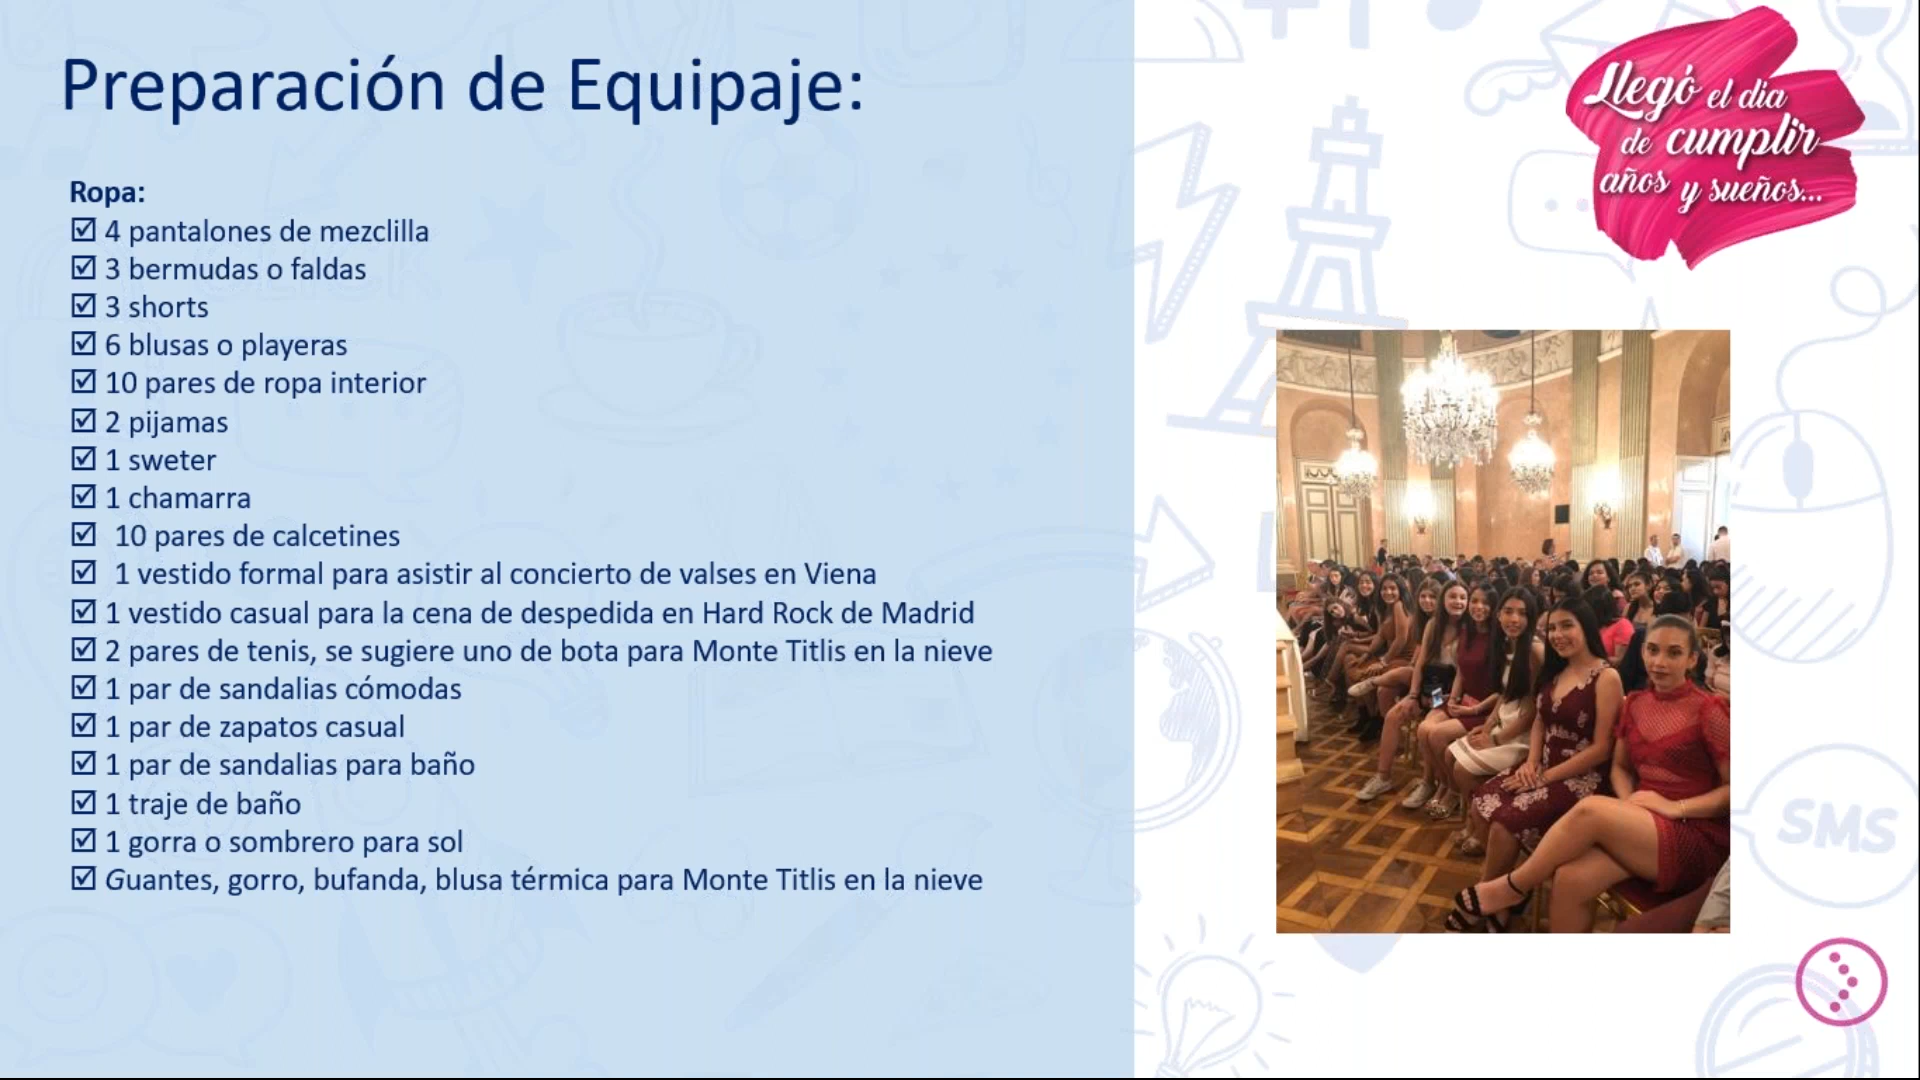 Preparación de Equipaje:
Llegó el día
de cumplir
años y sueños...
Ropa:
☑ 4 pantalones de mezclilla
☑ 3 bermudas o faldas
☑ 3 shorts
☑ 6 blusas o playeras
☑ 10 pares de ropa interior
☑ 2 pijamas
☑ 1 sweter
☑ 1 chamarra
☑ 10 pares de calcetines
☑ 1 vestido formal para asistir al concierto de valses en Viena
☑ 1 vestido casual para la cena de despedida en Hard Rock de Madrid
☑ 2 pares de tenis, se sugiere uno de bota para Monte Titlis en la nieve
☑ 1 par de sandalias cómodas
☑ 1 par de zapatos casual
☑ 1 par de sandalias para baño
☑ 1 traje de baño
☑ 1 gorra o sombrero para sol
☑ Guantes, gorro, bufanda, blusa térmica para Monte Titlis en la nieve
SMS